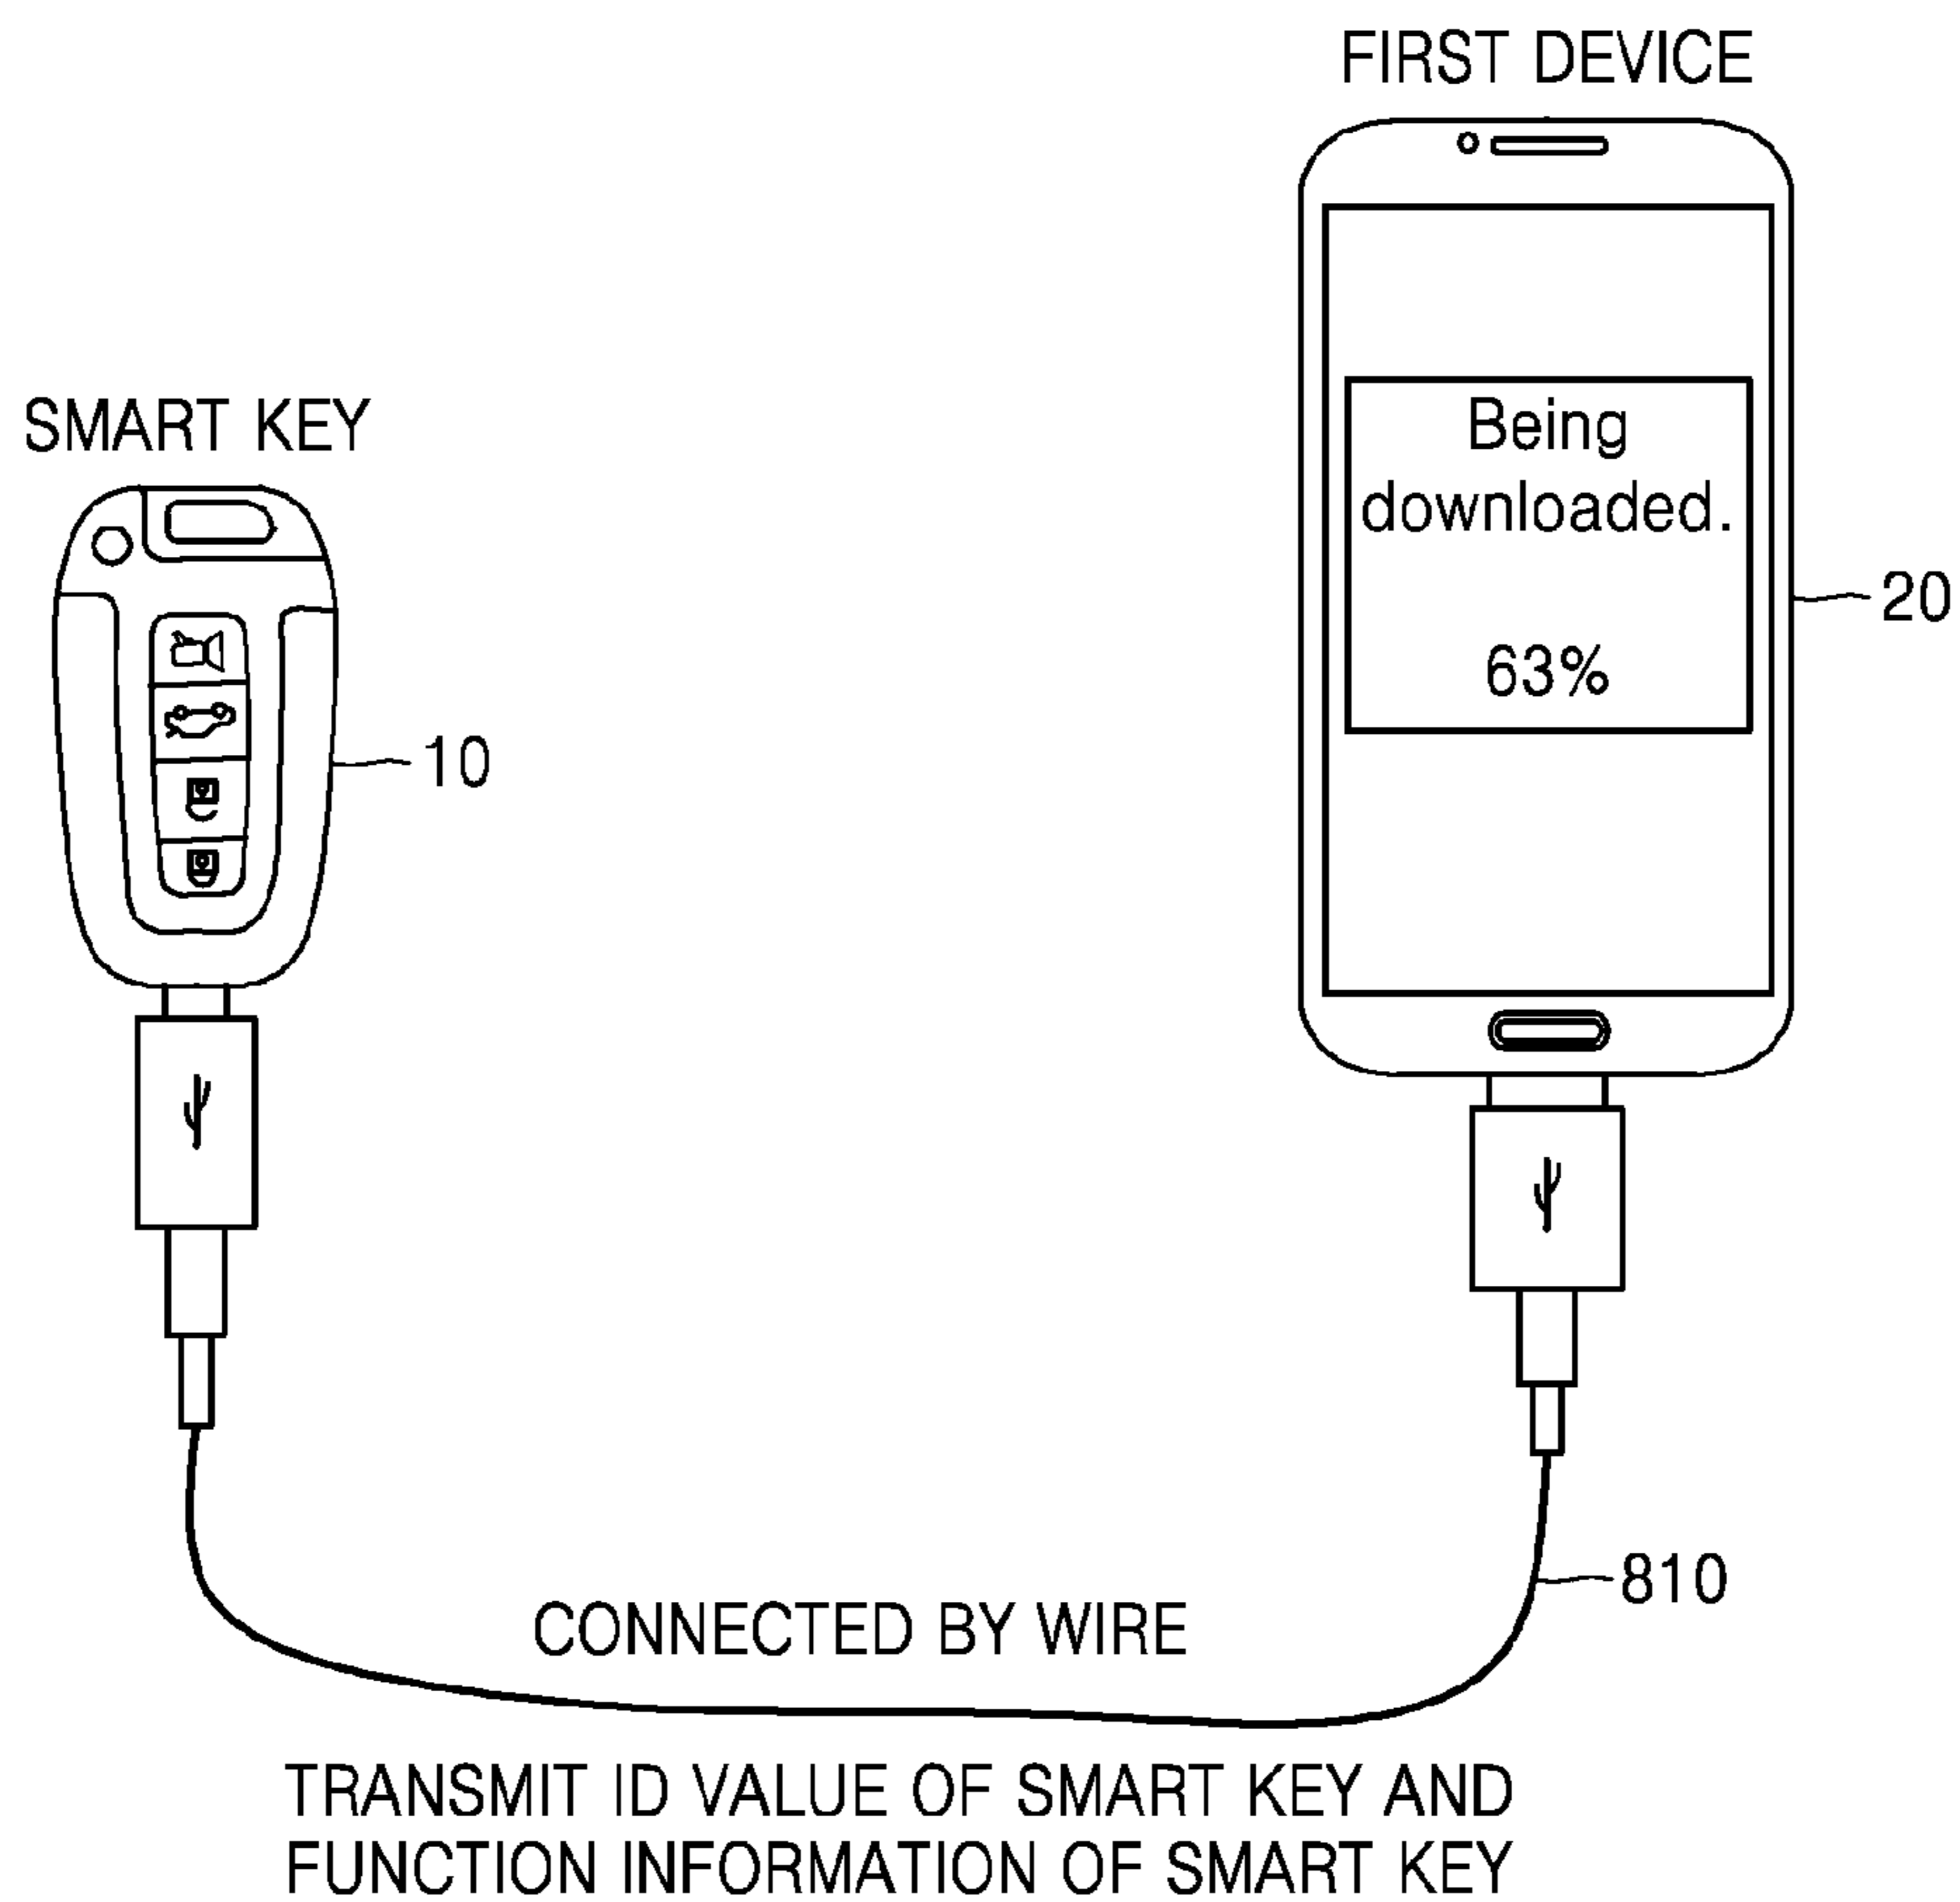 FIRST DEVICE
SMART KEY
Being
downloaded.
63%
20
10
810
CONNECTED BY WIRE
TRANSMIT ID VALUE OF SMART KEY AND
FUNCTION INFORMATION OF SMART KEY